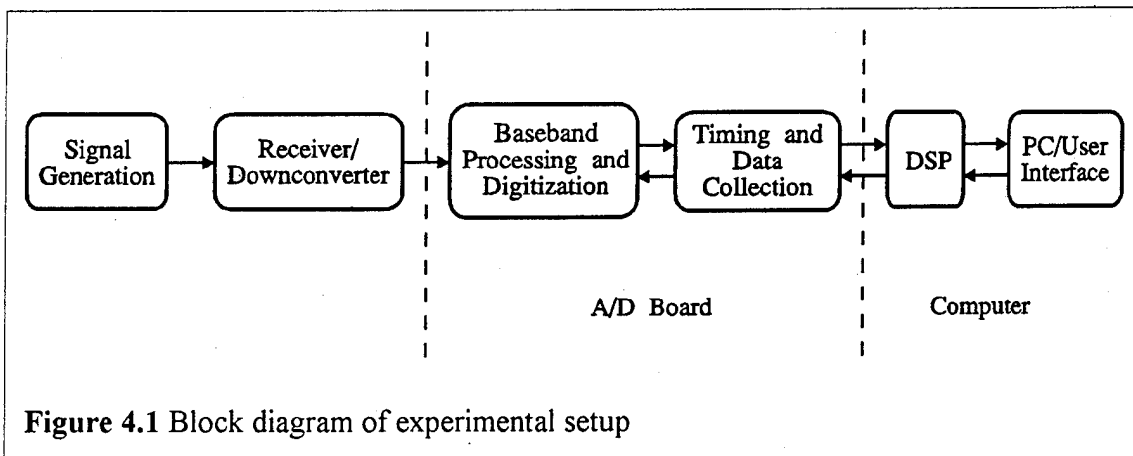 Signal
Generation
Receiver/
Downconverter
Baseband
Processing and
Digitization
Timing and
Data
Collection
DSP
PC/User
Interface
A/D Board
Computer
Figure 4.1 Block diagram of experimental setup